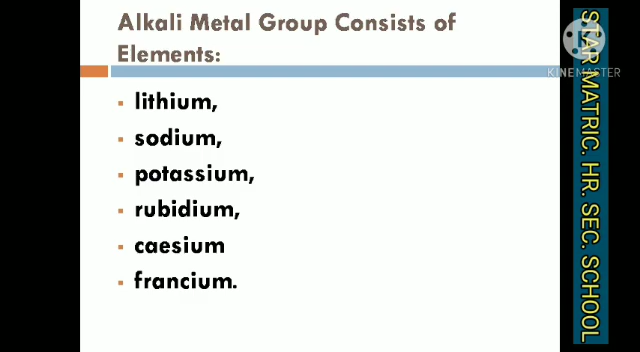 Alkali Metal Group Consists of
Elements:
lithium,
sodium,
potassium,
rubidium,
caesium
francium.
KINEMASTER
STAR MATRIC. HR. SEC. SCHOOL